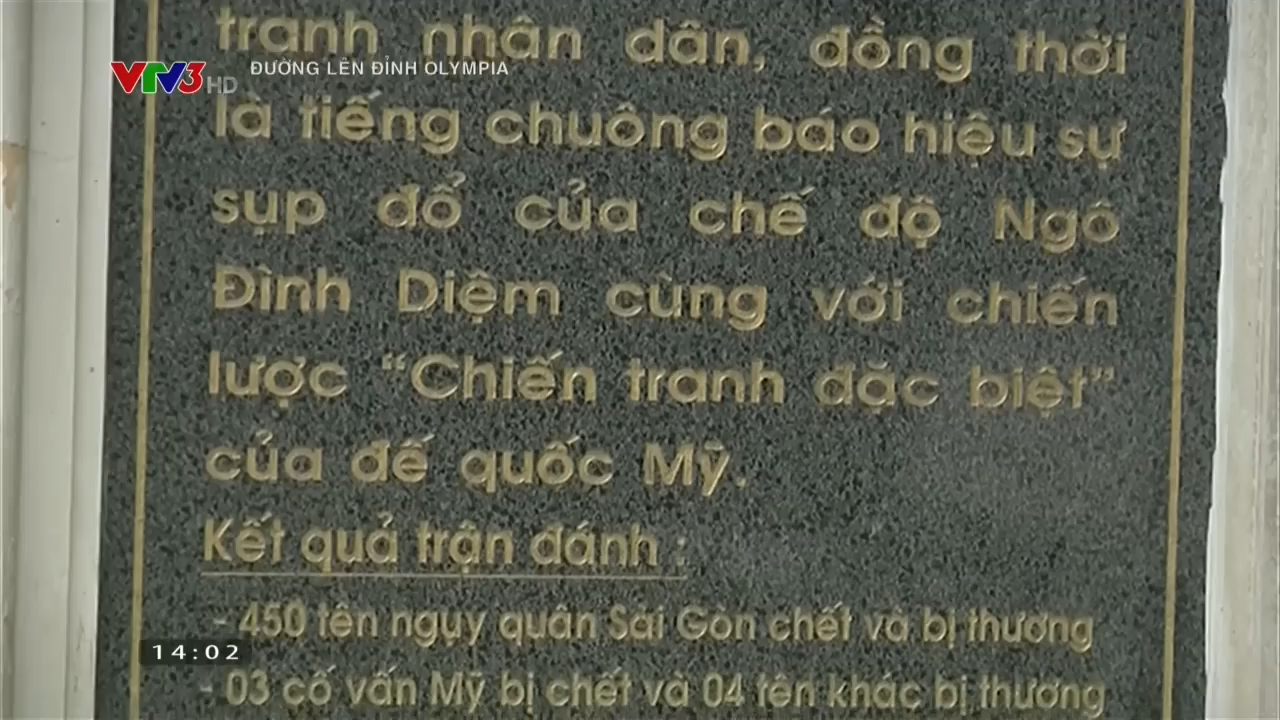 tranh nhân dân, đồng thời
VTV3 HD ĐƯỜNG LÊN ĐỈNH OLYMPIA
là tiếng chuông báo hiệu sự
sụp đổ của chế độ Ngô
Đình Diệm cùng với chiến
lược “Chiến tranh đặc biệt”
của đế quốc Mỹ.
Kết quả trận đánh :
- 450 tên ngụy quân Sài Gòn chết và bị thương
14:02
- 03 cố vấn Mỹ bị chết và 04 tên khác bị thương